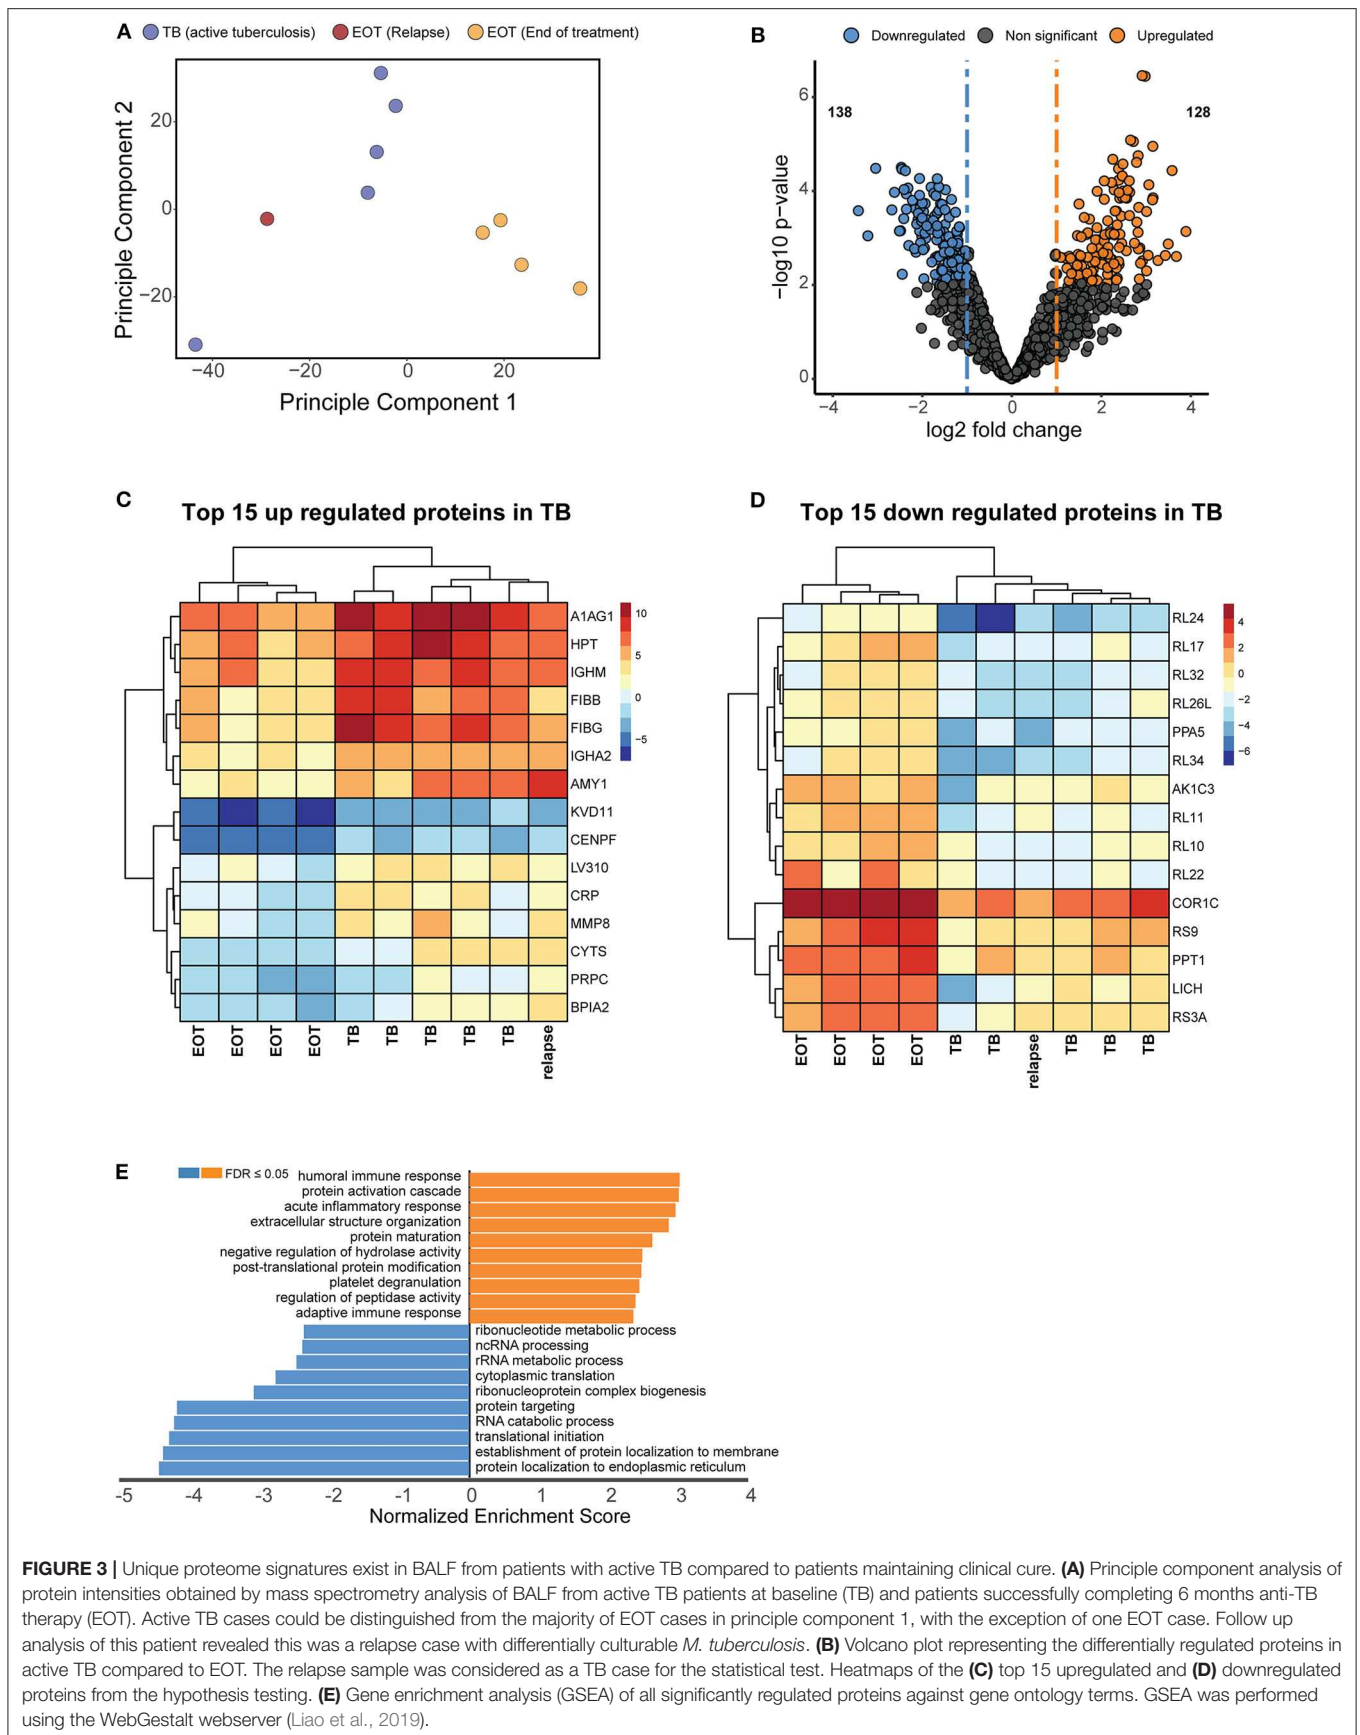 A TB (active tuberculosis) EOT (Relapse) EOT (End of treatment)
Principle Component 2
20
0
−20
−40 −20 0 20
Principle Component 1
B Downregulated Non significant Upregulated
138 128
−log10 p−value
6
4
2
0
−4 −2 0 2 4
log2 fold change
C Top 15 up regulated proteins in TB
A1AG1
HPT
IGHM
FIBB
FIBG
IGHA2
AMY1
KVD11
CENPF
LV310
CRP
MMP8
CYTS
PRPC
BPIA2
10
5
0
−5
EOT EOT EOT EOT TB TB TB TB TB relapse
D Top 15 down regulated proteins in TB
RL24
RL17
RL32
RL26L
PPA5
RL34
AK1C3
RL11
RL10
RL22
COR1C
RS9
PPT1
LICH
RS3A
4
2
0
−2
−4
−6
EOT EOT EOT EOT TB TB relapse TB TB TB
E FDR ≤ 0.05
humoral immune response
protein activation cascade
acute inflammatory response
extracellular structure organization
protein maturation
negative regulation of hydrolase activity
post-translational protein modification
platelet degranulation
regulation of peptidase activity
adaptive immune response
ribonucleotide metabolic process
ncRNA processing
rRNA metabolic process
cytoplasmic translation
ribonucleoprotein complex biogenesis
protein targeting
RNA catabolic process
translational initiation
establishment of protein localization to membrane
protein localization to endoplasmic reticulum
-5 -4 -3 -2 -1 0 1 2 3 4
Normalized Enrichment Score
FIGURE 3 | Unique proteome signatures exist in BALF from patients with active TB compared to patients maintaining clinical cure. (A) Principle component analysis of
protein intensities obtained by mass spectrometry analysis of BALF from active TB patients at baseline (TB) and patients successfully completing 6 months anti-TB
therapy (EOT). Active TB cases could be distinguished from the majority of EOT cases in principle component 1, with the exception of one EOT case. Follow up
analysis of this patient revealed this was a relapse case with differentially culturable M. tuberculosis. (B) Volcano plot representing the differentially regulated proteins in
active TB compared to EOT. The relapse sample was considered as a TB case for the statistical test. Heatmaps of the (C) top 15 upregulated and (D) downregulated
proteins from the hypothesis testing. (E) Gene enrichment analysis (GSEA) of all significantly regulated proteins against gene ontology terms. GSEA was performed
using the WebGestalt webserver (Liao et al., 2019).